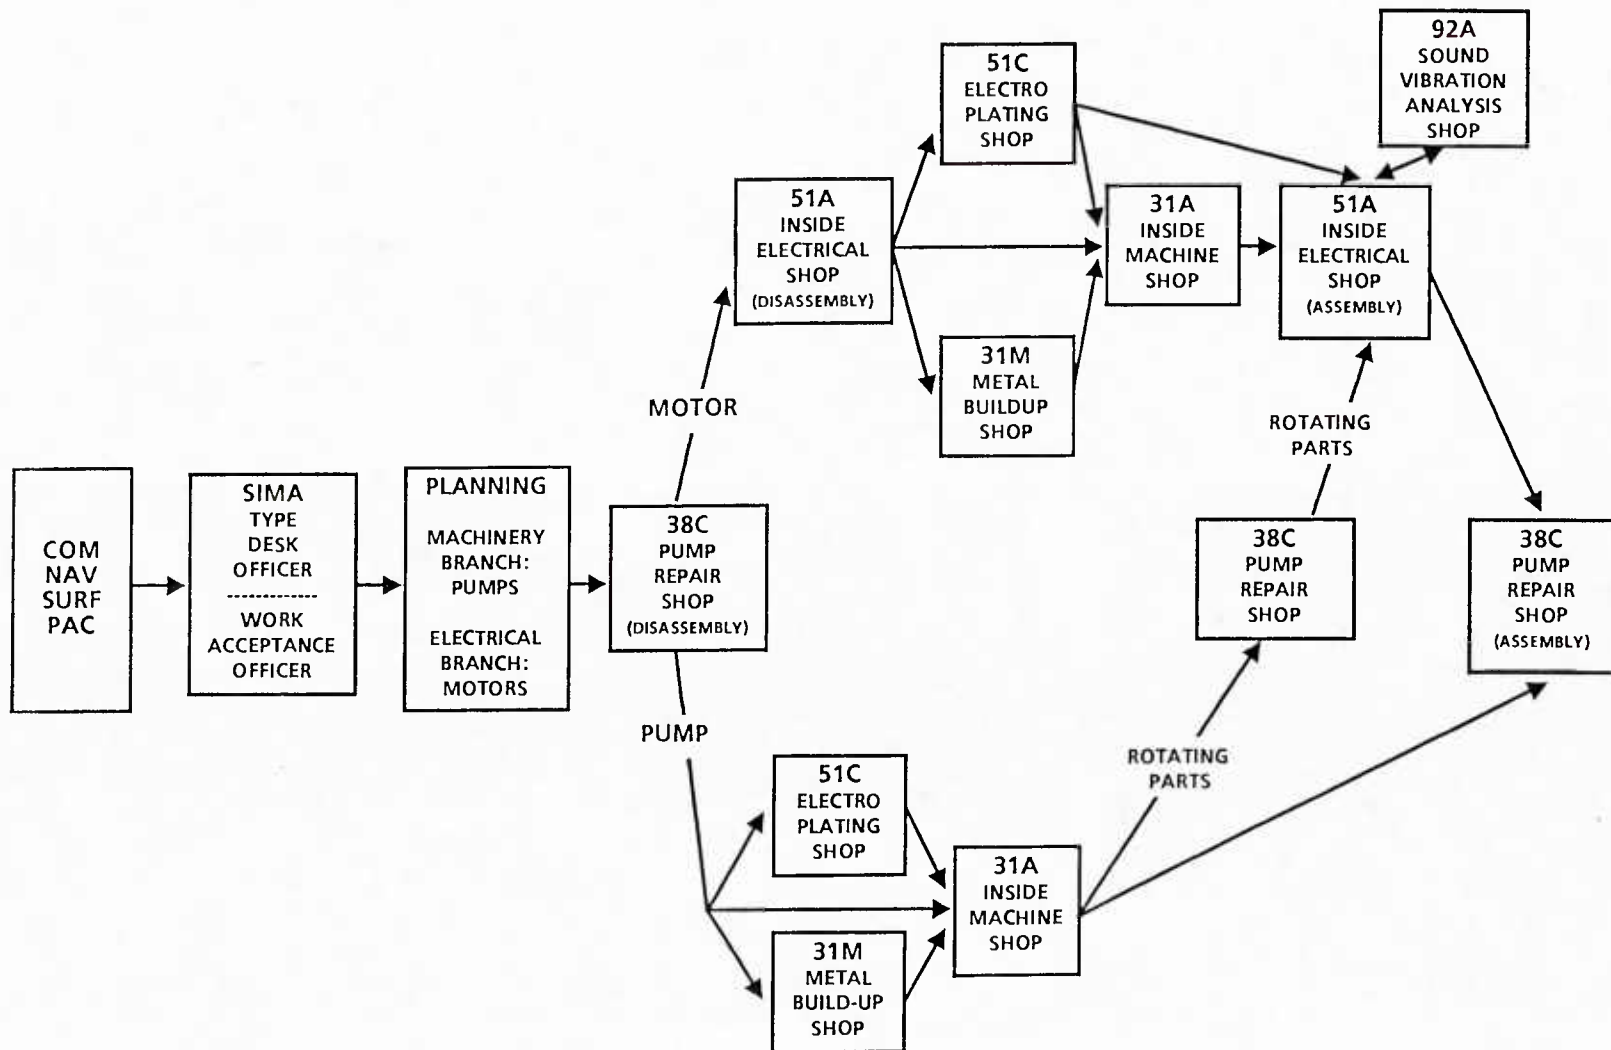 92A
SOUND
VIBRATION
ANALYSIS
SHOP
51C
ELECTRO
PLATING
SHOP
51A
INSIDE
ELECTRICAL
SHOP
(DISASSEMBLY)
31A
INSIDE
MACHINE
SHOP
51A
INSIDE
ELECTRICAL
SHOP
(ASSEMBLY)
31M
METAL
BUILDUP
SHOP
MOTOR
ROTATING
PARTS
COM
NAV
SURF
PAC
SIMA
TYPE
DESK
OFFICER
-----------
WORK
ACCEPTANCE
OFFICER
PLANNING
MACHINERY
BRANCH:
PUMPS
ELECTRICAL
BRANCH:
MOTORS
38C
PUMP
REPAIR
SHOP
(DISASSEMBLY)
38C
PUMP
REPAIR
SHOP
38C
PUMP
REPAIR
SHOP
(ASSEMBLY)
PUMP
ROTATING
PARTS
51C
ELECTRO
PLATING
SHOP
31A
INSIDE
MACHINE
SHOP
31M
METAL
BUILD-UP
SHOP